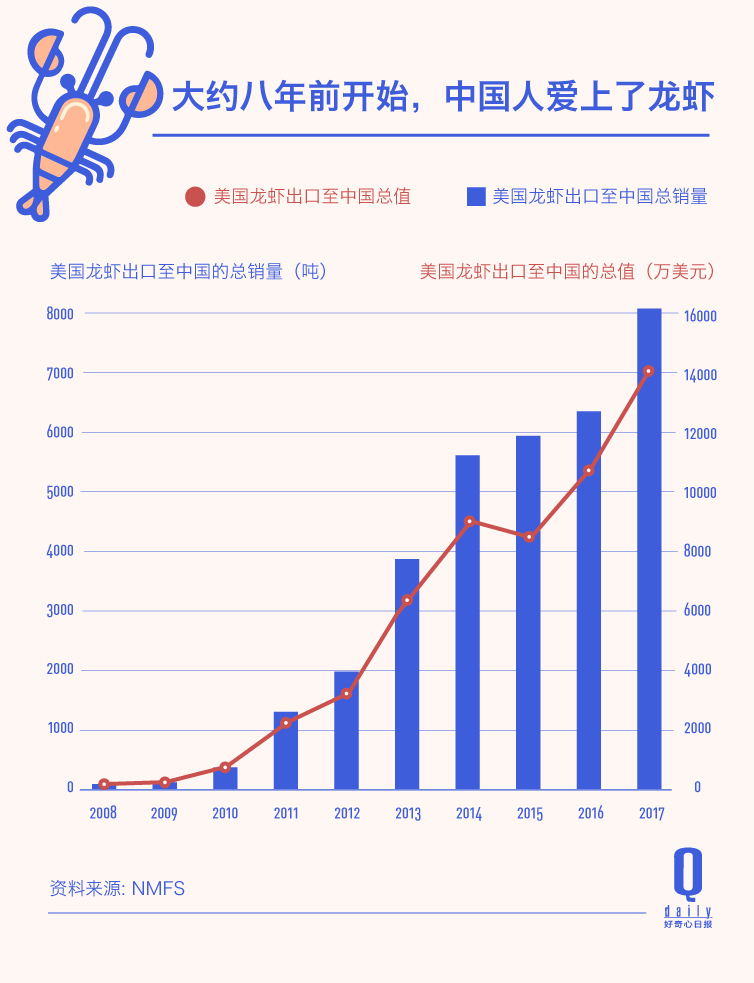 大约八年前开始，中国人爱上了龙虾
美国龙虾出口至中国总值 美国龙虾出口至中国总销量
美国龙虾出口至中国的总销量（吨） 美国龙虾出口至中国的总值（万美元）
8000 16000
7000 14000
6000 12000
5000 10000
4000 8000
3000 6000
2000 4000
1000 2000
0 0
2008 2009 2010 2011 2012 2013 2014 2015 2016 2017
资料来源: NMFS
Q
daily
好奇心日报